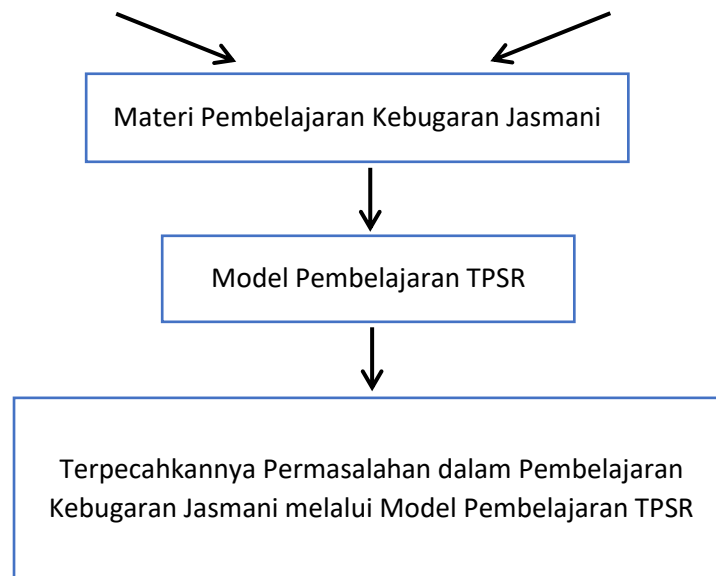 Materi Pembelajaran Kebugaran Jasmani
Model Pembelajaran TPSR
Terpecahkannya Permasalahan dalam Pembelajaran
Kebugaran Jasmani melalui Model Pembelajaran TPSR